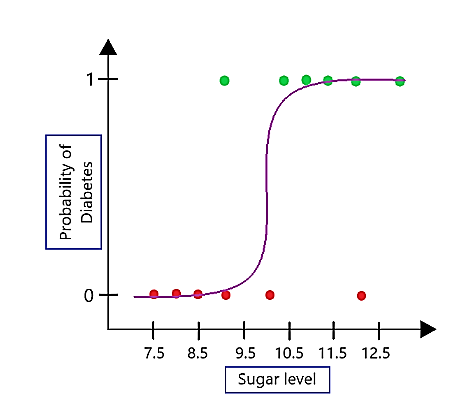 1
Probability of
Diabetes
0
7.5 8.5 9.5 10.5 11.5 12.5
Sugar level